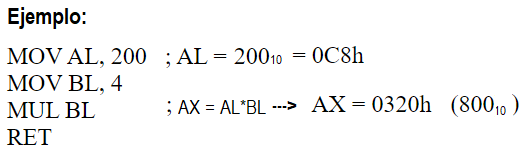 Ejemplo:
MOV AL, 200 ; AL = 200₁₀ = 0C8h
MOV BL, 4
MUL BL ; AX = AL*BL ---> AX = 0320h (800₁₀ )
RET